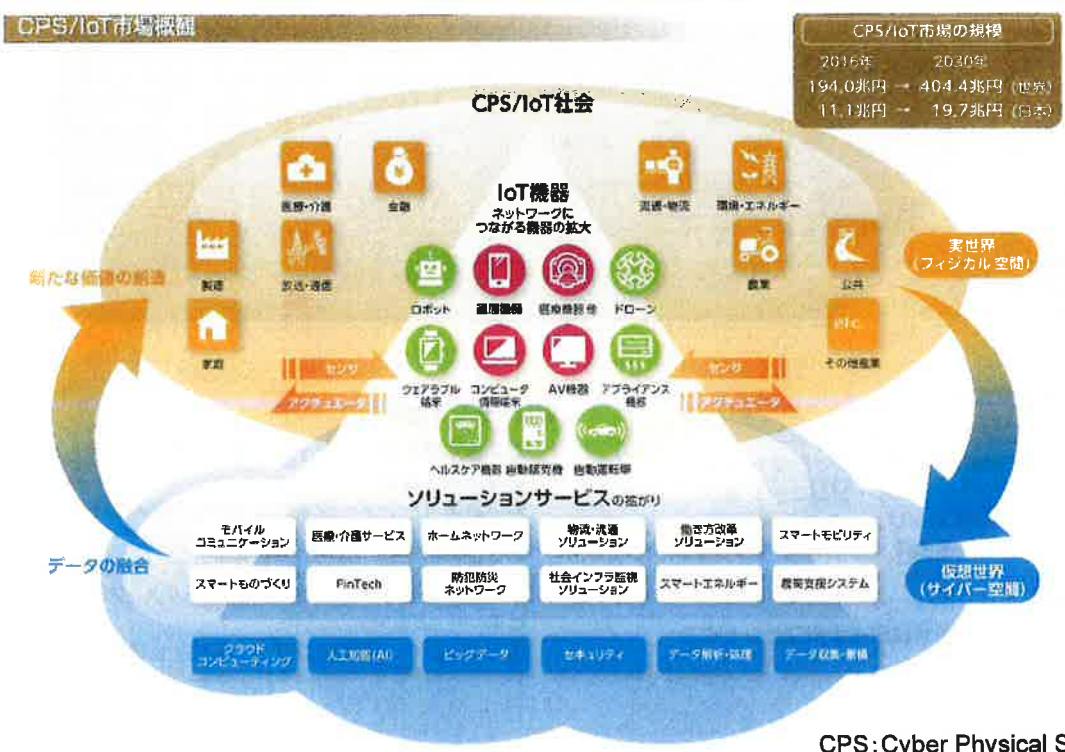 CPS/IoT市場概観
CPS/IoT市場の規模
2016年 2030年
194.0兆円 → 404.4兆円 (世界)
11.1兆円 → 19.7兆円 (日本)
CPS/IoT社会
医療・介護
金融
IoT機器
ネットワークに
つながる機器の拡大
流通・物流
環境・エネルギー
実世界
(フィジカル空間)
新たな価値の創造
製造
放送・通信
農業
公共
ロボット
通信機器
医療機器 他
ドローン
etc.
家庭
その他産業
センサ
センサ
アクチュエータ
アクチュエータ
ウェアラブル
端末
コンピュータ
情報端末
AV機器
アプライアンス
機器
ヘルスケア機器
自動販売機
自動運転車
ソリューションサービスの拡がり
モバイル
コミュニケーション
医療・介護サービス
ホームネットワーク
物流・流通
ソリューション
働き方改革
ソリューション
スマートモビリティ
データの融合
スマートものづくり
FinTech
防犯防災
ネットワーク
社会インフラ監視
ソリューション
スマートエネルギー
農業支援システム
仮想世界
(サイバー空間)
クラウド
コンピューティング
人工知能(AI)
ビッグデータ
セキュリティ
データ解析・処理
データ収集・蓄積
CPS:Cyber Physical S